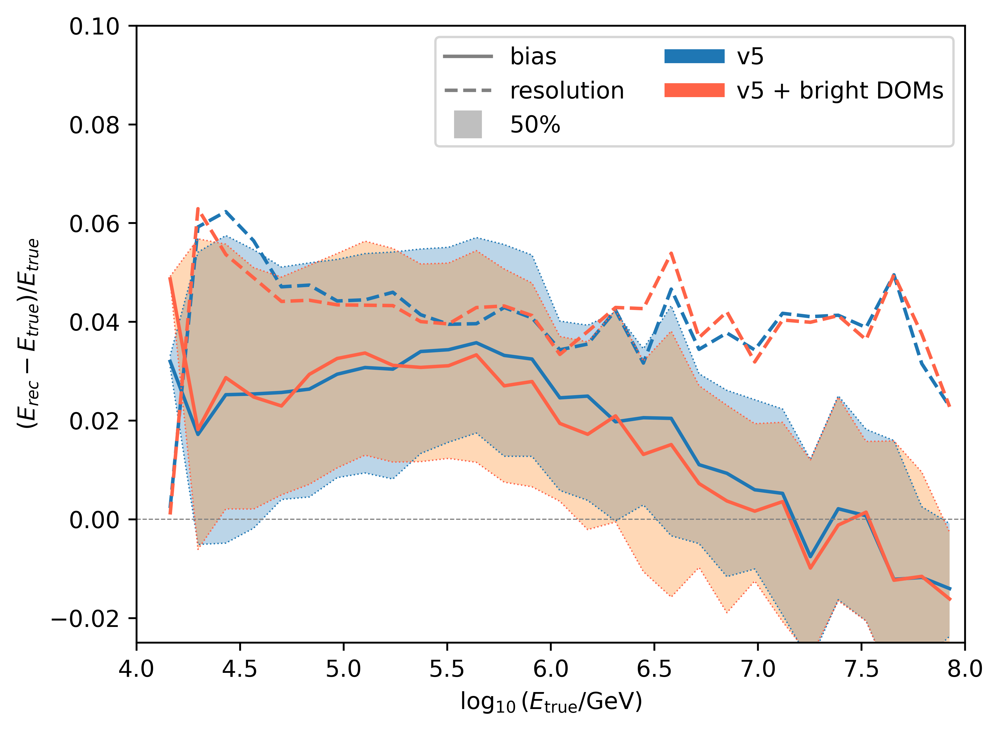 0.10
0.08
0.06
0.04
0.02
0.00
−0.02
(E_rec − E_true)/E_true
bias
resolution
50%
v5
v5 + bright DOMs
4.0 4.5 5.0 5.5 6.0 6.5 7.0 7.5 8.0
log₁₀ (E_true/GeV)